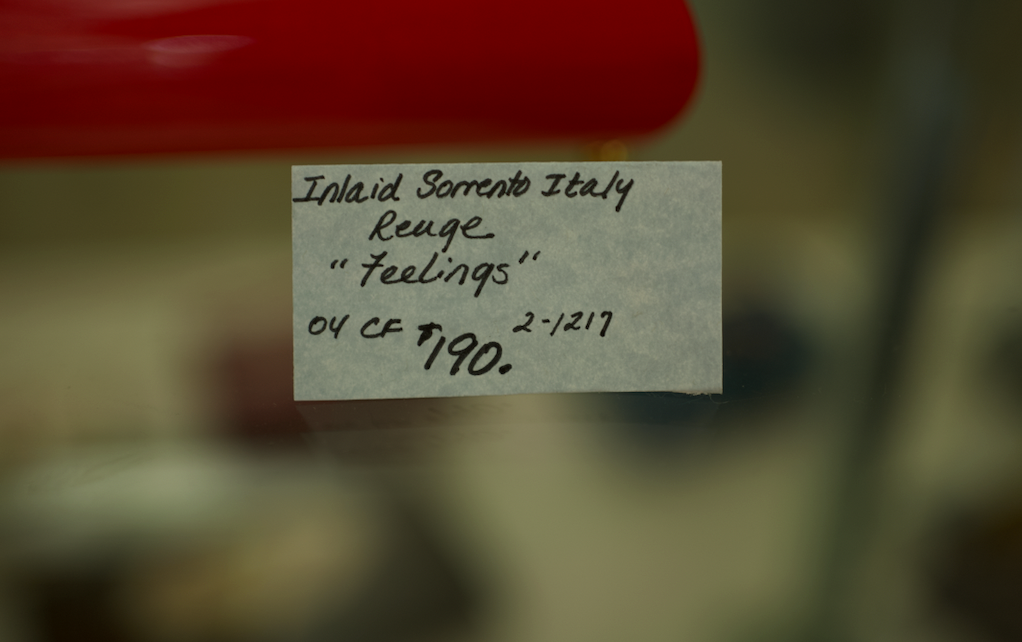 Inlaid Sorrento Italy
Reuge
"Feelings"
04 CF $190. 2-1217